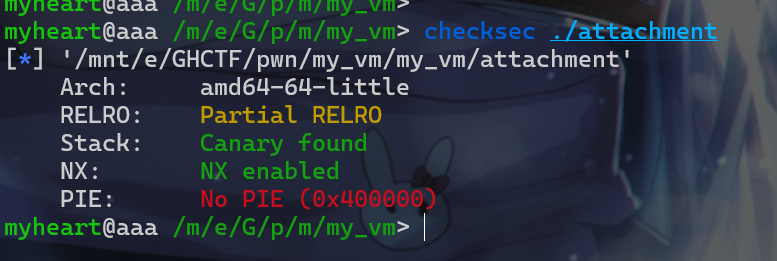 myheart@aaa /m/e/G/p/m/my_vm>
myheart@aaa /m/e/G/p/m/my_vm> checksec ./attachment
[*] '/mnt/e/GHCTF/pwn/my_vm/my_vm/attachment'
    Arch:     amd64-64-little
    RELRO:    Partial RELRO
    Stack:    Canary found
    NX:       NX enabled
    PIE:      No PIE (0x400000)
myheart@aaa /m/e/G/p/m/my_vm>